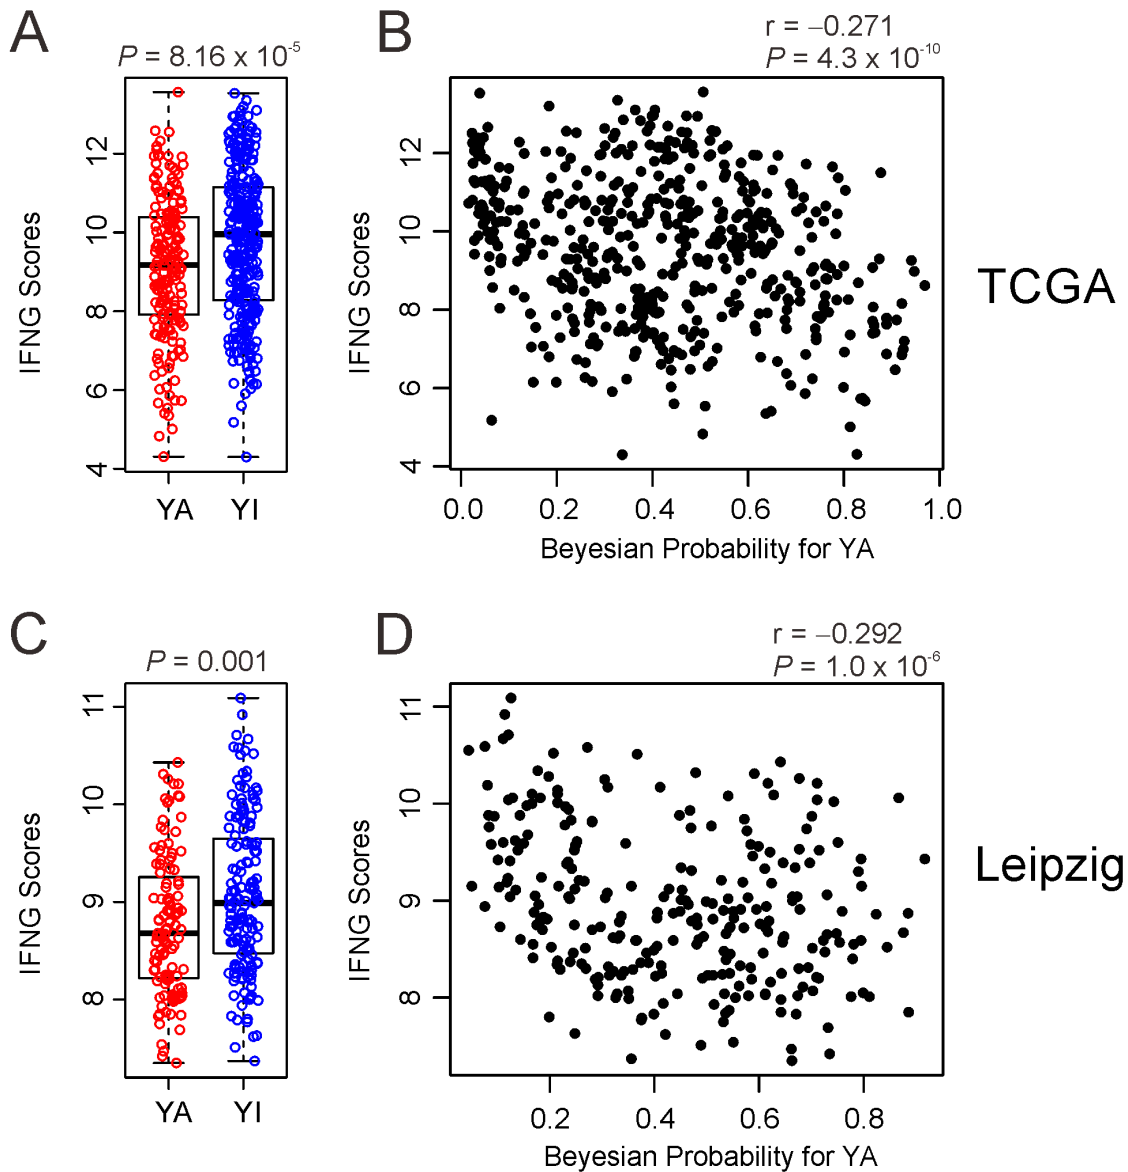 A
P = 8.16 x 10⁻⁵
IFNG Scores
12
10
8
6
4
YA YI
B
r = −0.271
P = 4.3 x 10⁻¹⁰
IFNG Scores
12
10
8
6
4
0.0 0.2 0.4 0.6 0.8 1.0
Beyesian Probability for YA
TCGA
C
P = 0.001
IFNG Scores
11
10
9
8
YA YI
D
r = −0.292
P = 1.0 x 10⁻⁶
IFNG Scores
11
10
9
8
0.2 0.4 0.6 0.8
Beyesian Probability for YA
Leipzig